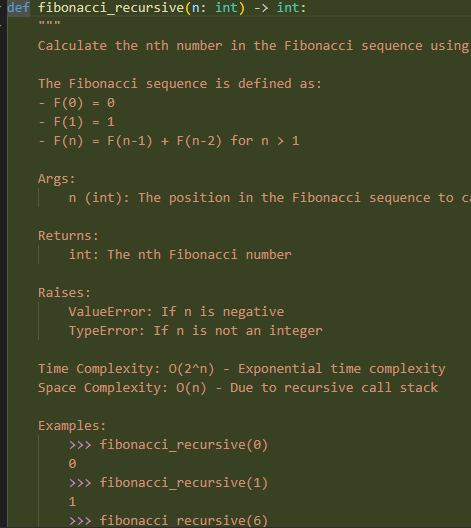 def fibonacci_recursive(n: int) -> int:
"""
Calculate the nth number in the Fibonacci sequence using
The Fibonacci sequence is defined as:
- F(0) = 0
- F(1) = 1
- F(n) = F(n-1) + F(n-2) for n > 1
Args:
n (int): The position in the Fibonacci sequence to
Returns:
int: The nth Fibonacci number
Raises:
ValueError: If n is negative
TypeError: If n is not an integer
Time Complexity: O(2^n) - Exponential time complexity
Space Complexity: O(n) - Due to recursive call stack
Examples:
>>> fibonacci_recursive(0)
0
>>> fibonacci_recursive(1)
1
>>> fibonacci_recursive(6)